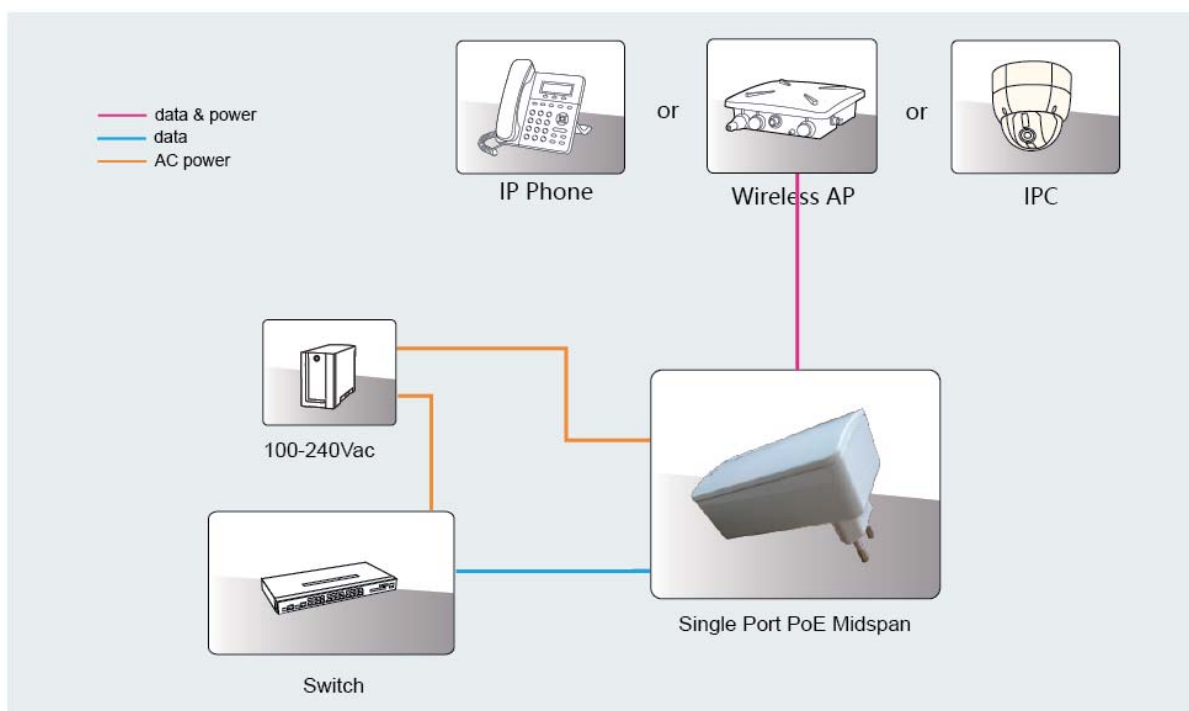 data & power
data
AC power
or
or
IP Phone
Wireless AP
IPC
100-240Vac
Single Port PoE Midspan
Switch